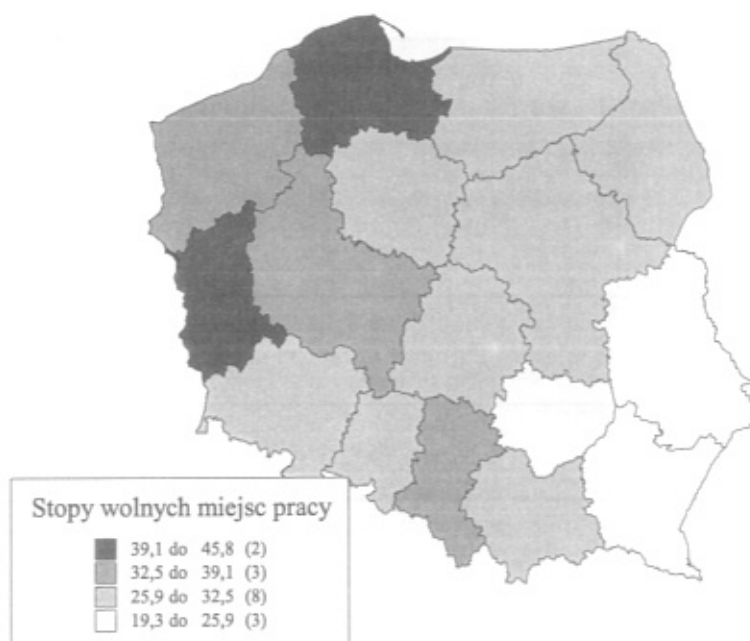 Stopy wolnych miejsc pracy
39,1 do 45,8 (2)
32,5 do 39,1 (3)
25,9 do 32,5 (8)
19,3 do 25,9 (3)